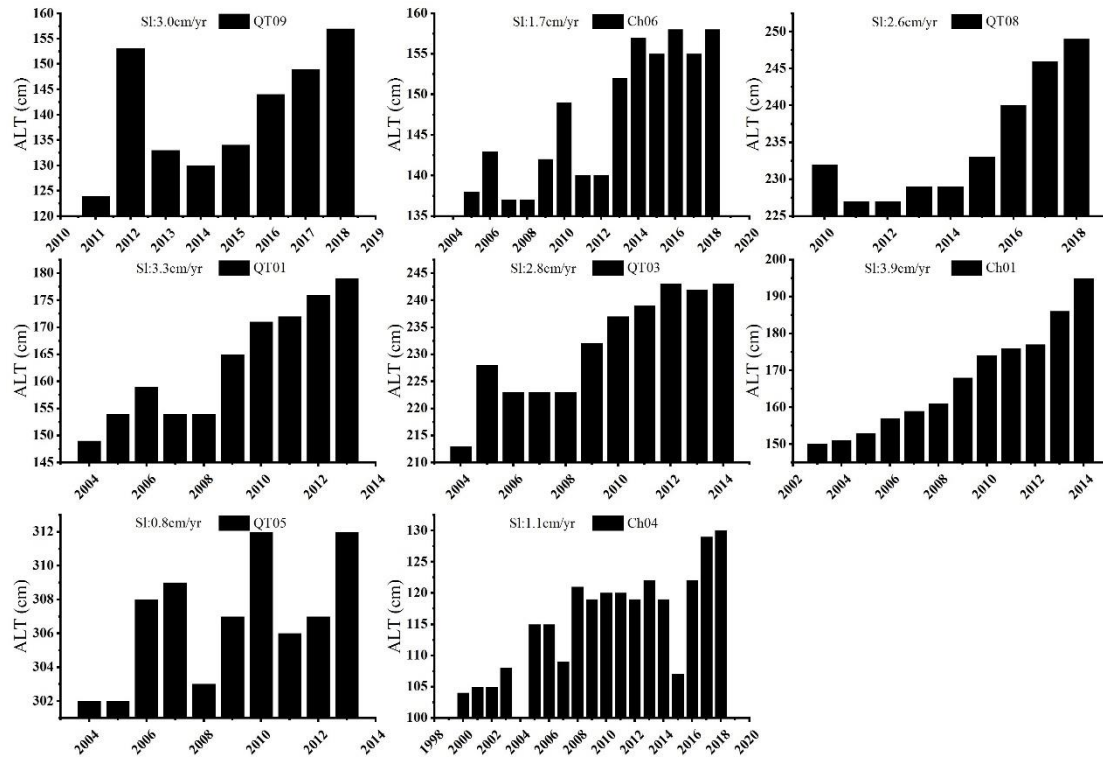 Sl:3.0cm/yr QT09
ALT (cm)
160
155
150
145
140
135
130
125
120
2010 2011 2012 2013 2014 2015 2016 2017 2018 2019
Sl:1.7cm/yr Ch06
ALT (cm)
160
155
150
145
140
135
2004 2006 2008 2010 2012 2014 2016 2018 2020
Sl:2.6cm/yr QT08
ALT (cm)
250
245
240
235
230
225
2010 2012 2014 2016 2018
Sl:3.3cm/yr QT01
ALT (cm)
180
175
170
165
160
155
150
145
2004 2006 2008 2010 2012 2014
Sl:2.8cm/yr QT03
ALT (cm)
245
240
235
230
225
220
215
210
2004 2006 2008 2010 2012 2014
Sl:3.9cm/yr Ch01
ALT (cm)
200
190
180
170
160
150
2002 2004 2006 2008 2010 2012 2014
Sl:0.8cm/yr QT05
ALT (cm)
312
310
308
306
304
302
2004 2006 2008 2010 2012 2014
Sl:1.1cm/yr Ch04
ALT (cm)
130
125
120
115
110
105
100
1998 2000 2002 2004 2006 2008 2010 2012 2014 2016 2018 2020